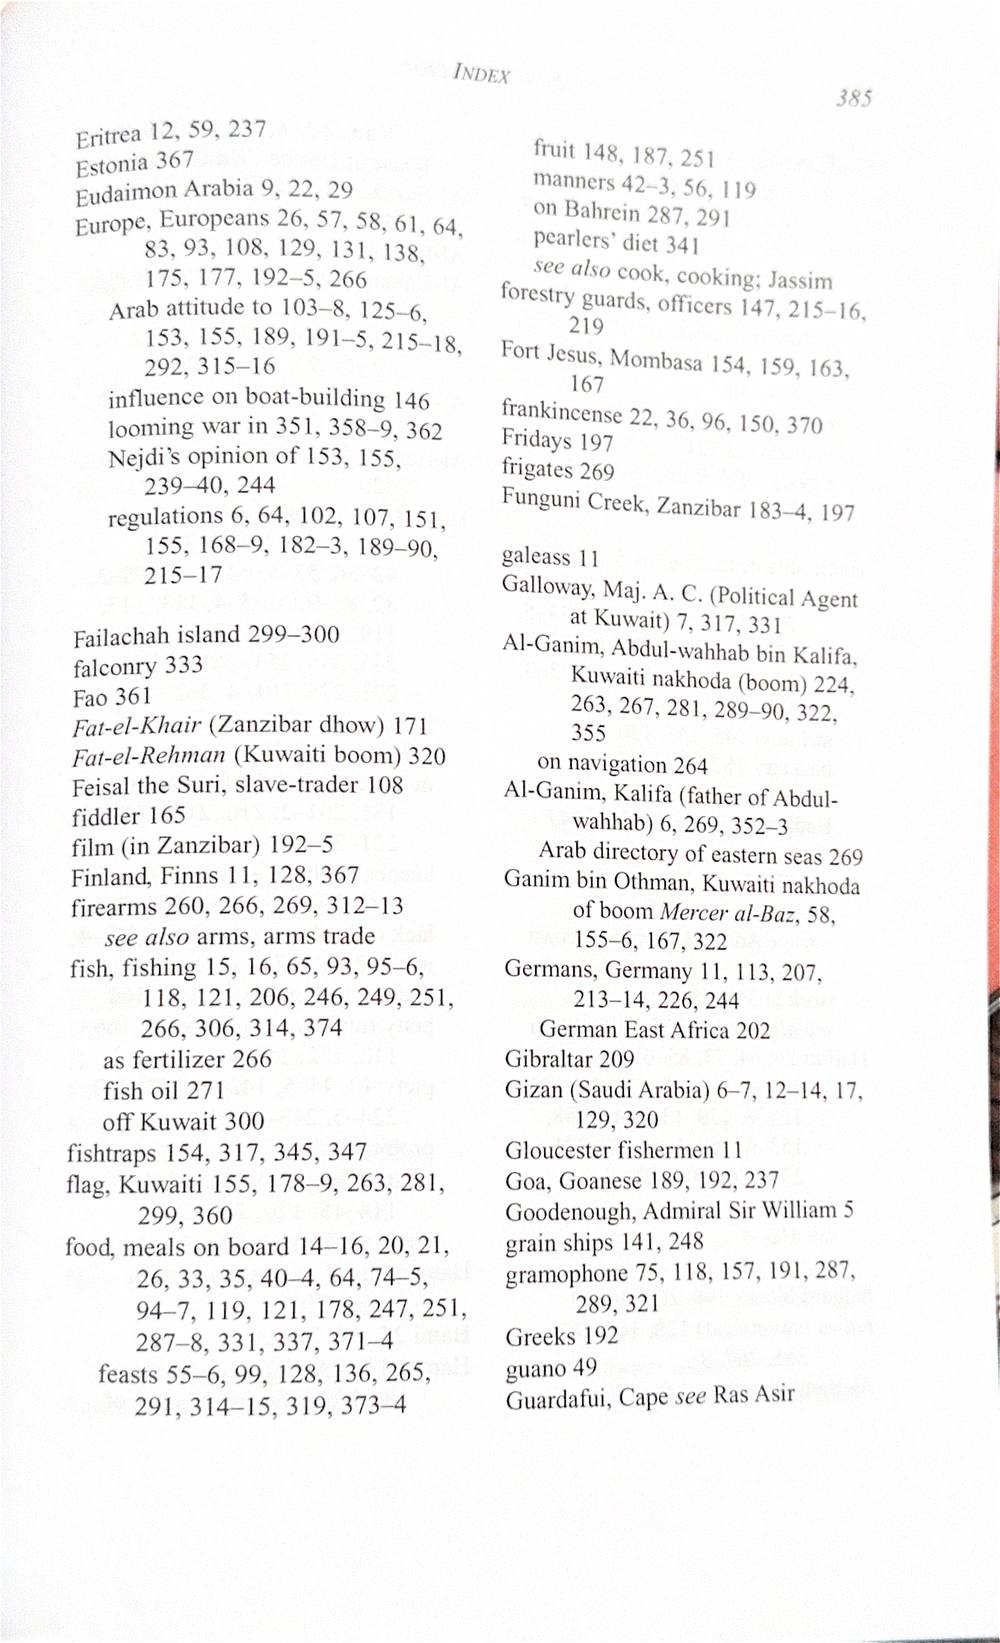 INDEX
385
Eritrea 12, 59, 237
Estonia 367
Eudaimon Arabia 9, 22, 29
Europe, Europeans 26, 57, 58, 61, 64,
83, 93, 108, 129, 131, 138,
175, 177, 192–5, 266
Arab attitude to 103–8, 125–6,
153, 155, 189, 191–5, 215–18,
292, 315–16
influence on boat-building 146
looming war in 351, 358–9, 362
Nejdi's opinion of 153, 155,
239–40, 244
regulations 6, 64, 102, 107, 151,
155, 168–9, 182–3, 189–90,
215–17
Failachah island 299–300
falconry 333
Fao 361
Fat-el-Khair (Zanzibar dhow) 171
Fat-el-Rehman (Kuwaiti boom) 320
Feisal the Suri, slave-trader 108
fiddler 165
film (in Zanzibar) 192–5
Finland, Finns 11, 128, 367
firearms 260, 266, 269, 312–13
see also arms, arms trade
fish, fishing 15, 16, 65, 93, 95–6,
118, 121, 206, 246, 249, 251,
266, 306, 314, 374
as fertilizer 266
fish oil 271
off Kuwait 300
fishtraps 154, 317, 345, 347
flag, Kuwaiti 155, 178–9, 263, 281,
299, 360
food, meals on board 14–16, 20, 21,
26, 33, 35, 40–4, 64, 74–5,
94–7, 119, 121, 178, 247, 251,
287–8, 331, 337, 371–4
feasts 55–6, 99, 128, 136, 265,
291, 314–15, 319, 373–4
fruit 148, 187, 251
manners 42–3, 56, 119
on Bahrein 287, 291
pearlers' diet 341
see also cook, cooking; Jassim
forestry guards, officers 147, 215–16,
219
Fort Jesus, Mombasa 154, 159, 163,
167
frankincense 22, 36, 96, 150, 370
Fridays 197
frigates 269
Funguni Creek, Zanzibar 183–4, 197
galeass 11
Galloway, Maj. A. C. (Political Agent
at Kuwait) 7, 317, 331
Al-Ganim, Abdul-wahhab bin Kalifa,
Kuwaiti nakhoda (boom) 224,
263, 267, 281, 289–90, 322,
355
on navigation 264
Al-Ganim, Kalifa (father of Abdul-
wahhab) 6, 269, 352–3
Arab directory of eastern seas 269
Ganim bin Othman, Kuwaiti nakhoda
of boom Mercer al-Baz, 58,
155–6, 167, 322
Germans, Germany 11, 113, 207,
213–14, 226, 244
German East Africa 202
Gibraltar 209
Gizan (Saudi Arabia) 6–7, 12–14, 17,
129, 320
Gloucester fishermen 11
Goa, Goanese 189, 192, 237
Goodenough, Admiral Sir William 5
grain ships 141, 248
gramophone 75, 118, 157, 191, 287,
289, 321
Greeks 192
guano 49
Guardafui, Cape see Ras Asir